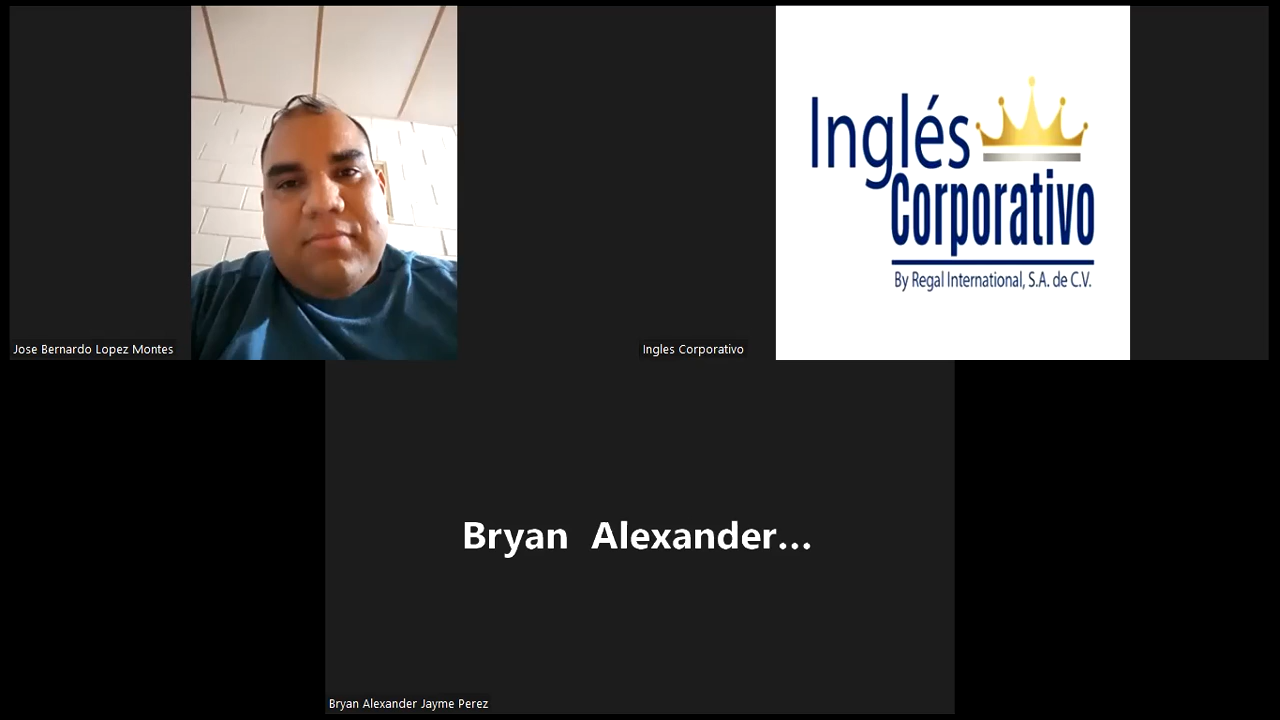 Jose Bernardo Lopez Montes
Inglés
Corporativo
By Regal International, S.A. de C.V.
Ingles Corporativo
Bryan Alexander...
Bryan Alexander Jayme Perez